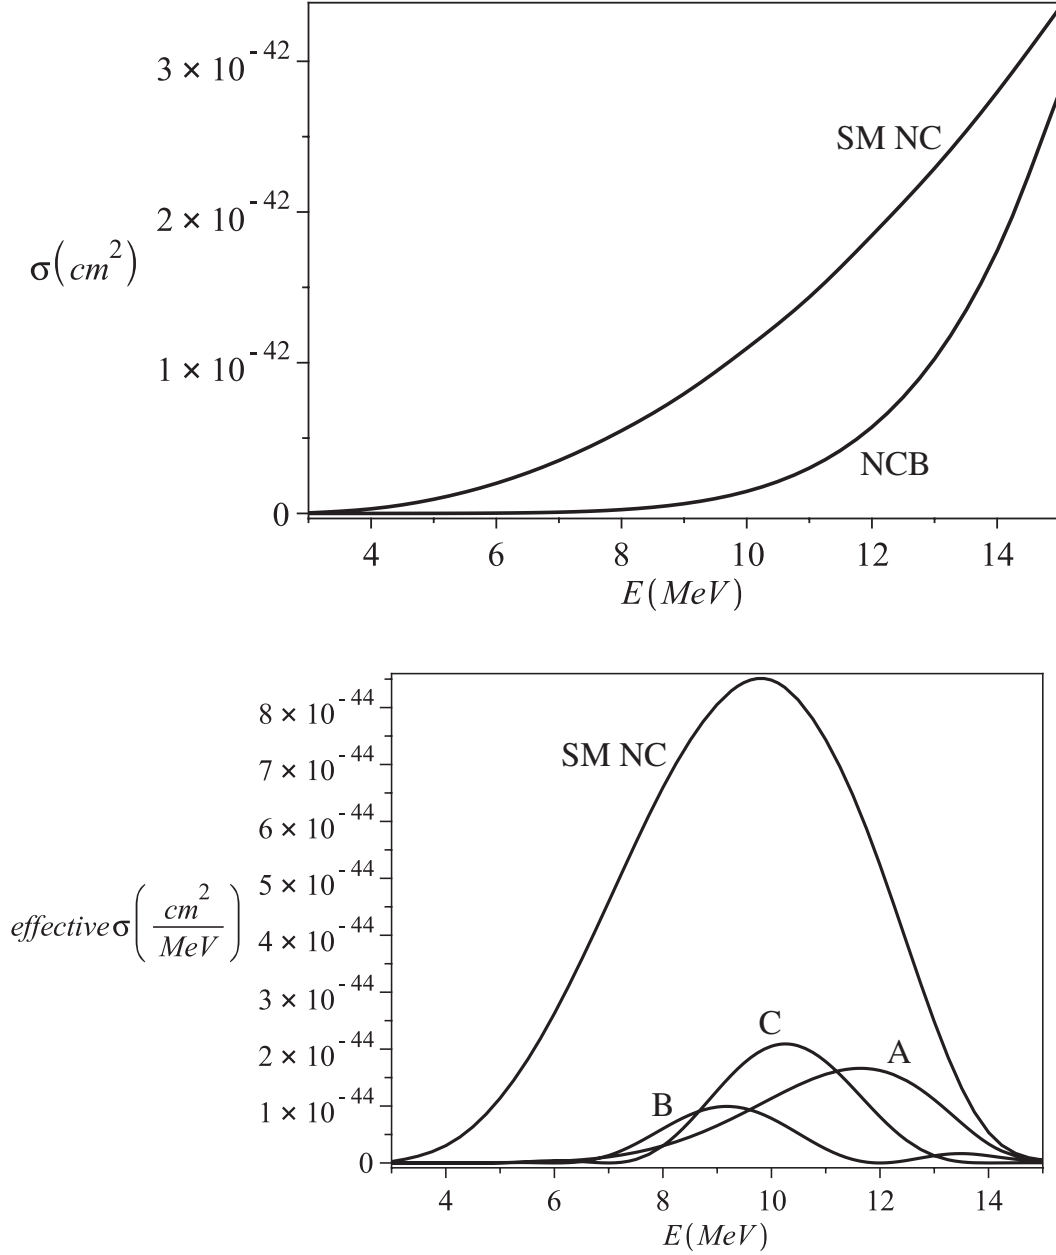 3 × 10^-42
SM NC
2 × 10^-42
σ(cm^2)
1 × 10^-42
NCB
0
4 6 8 10 12 14
E(MeV)
8 × 10^-44
SM NC
7 × 10^-44
6 × 10^-44
5 × 10^-44
effective σ(cm^2/MeV)
4 × 10^-44
3 × 10^-44
2 × 10^-44
C
A
1 × 10^-44
B
0
4 6 8 10 12 14
E(MeV)